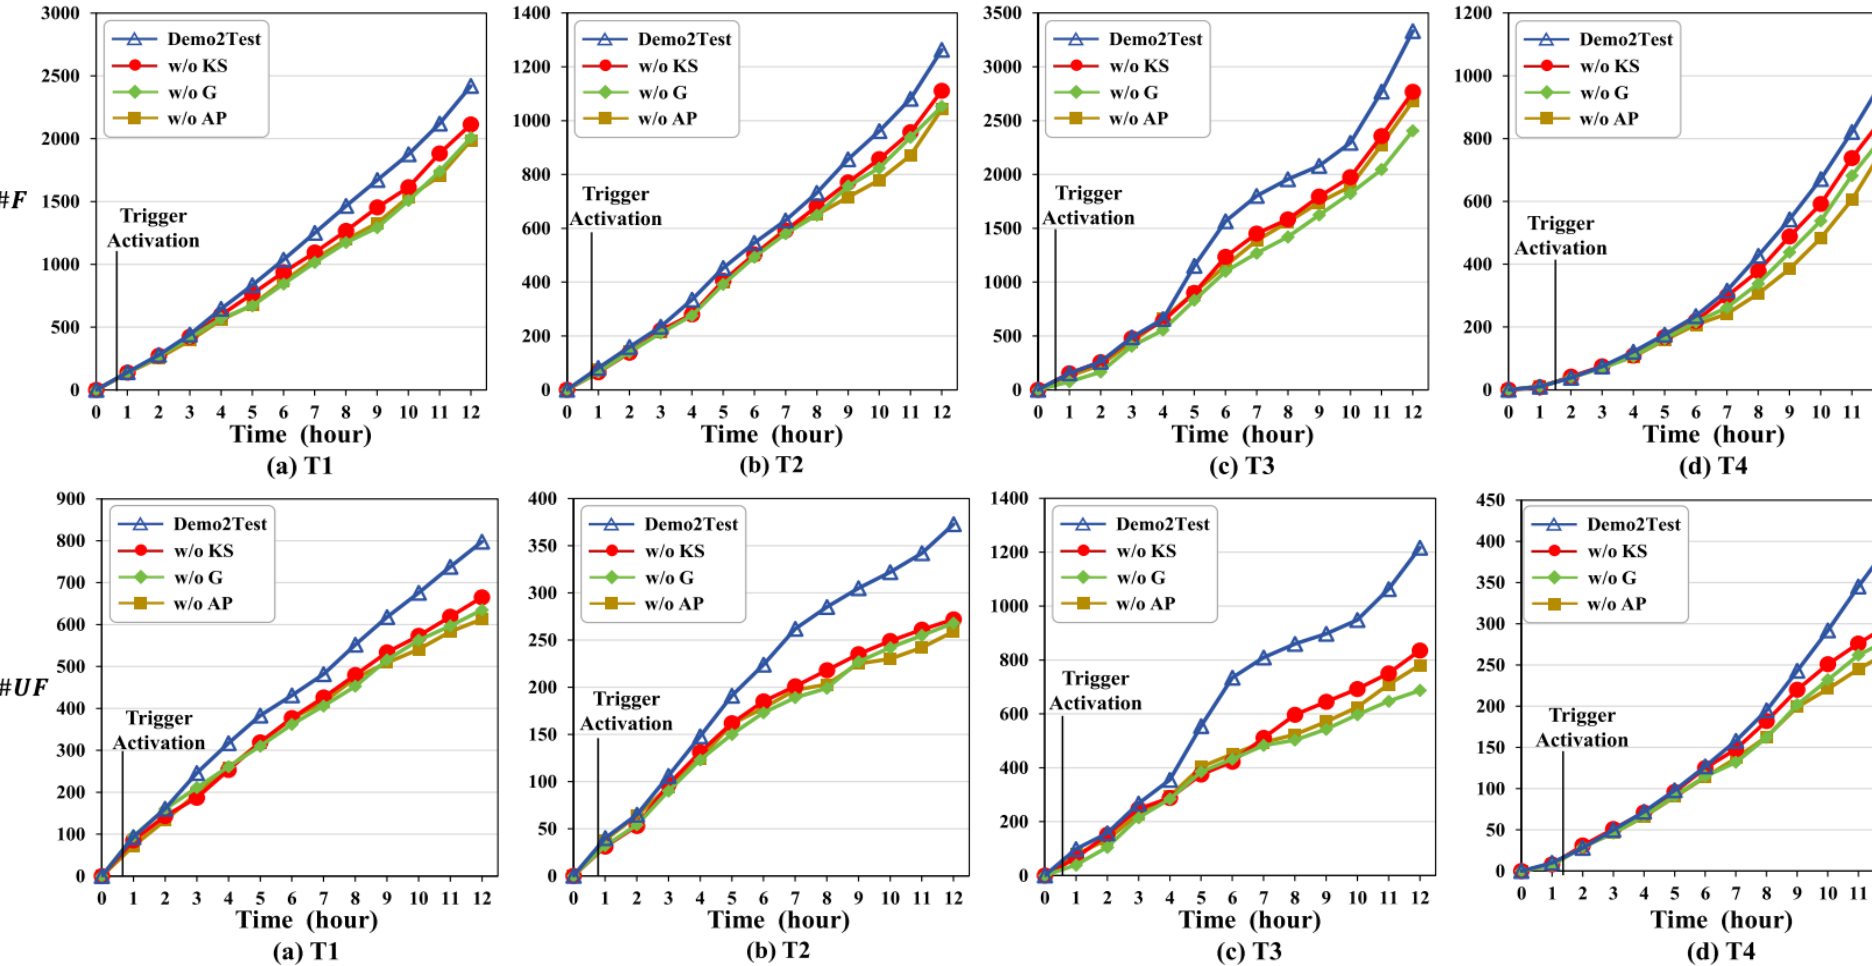 #F
3000
2500
2000
1500
1000
500
0
Demo2Test
w/o KS
w/o G
w/o AP
Trigger
Activation
0 1 2 3 4 5 6 7 8 9 10 11 12
Time (hour)
(a) T1
1400
1200
1000
800
600
400
200
0
Demo2Test
w/o KS
w/o G
w/o AP
Trigger
Activation
0 1 2 3 4 5 6 7 8 9 10 11 12
Time (hour)
(b) T2
3500
3000
2500
2000
1500
1000
500
0
Demo2Test
w/o KS
w/o G
w/o AP
Trigger
Activation
0 1 2 3 4 5 6 7 8 9 10 11 12
Time (hour)
(c) T3
1200
1000
800
600
400
200
0
Demo2Test
w/o KS
w/o G
w/o AP
Trigger
Activation
0 1 2 3 4 5 6 7 8 9 10 11
Time (hour)
(d) T4
#UF
900
800
700
600
500
400
300
200
100
0
Demo2Test
w/o KS
w/o G
w/o AP
Trigger
Activation
0 1 2 3 4 5 6 7 8 9 10 11 12
Time (hour)
(a) T1
400
350
300
250
200
150
100
50
0
Demo2Test
w/o KS
w/o G
w/o AP
Trigger
Activation
0 1 2 3 4 5 6 7 8 9 10 11 12
Time (hour)
(b) T2
1400
1200
1000
800
600
400
200
0
Demo2Test
w/o KS
w/o G
w/o AP
Trigger
Activation
0 1 2 3 4 5 6 7 8 9 10 11 12
Time (hour)
(c) T3
450
400
350
300
250
200
150
100
50
0
Demo2Test
w/o KS
w/o G
w/o AP
Trigger
Activation
0 1 2 3 4 5 6 7 8 9 10 11
Time (hour)
(d) T4